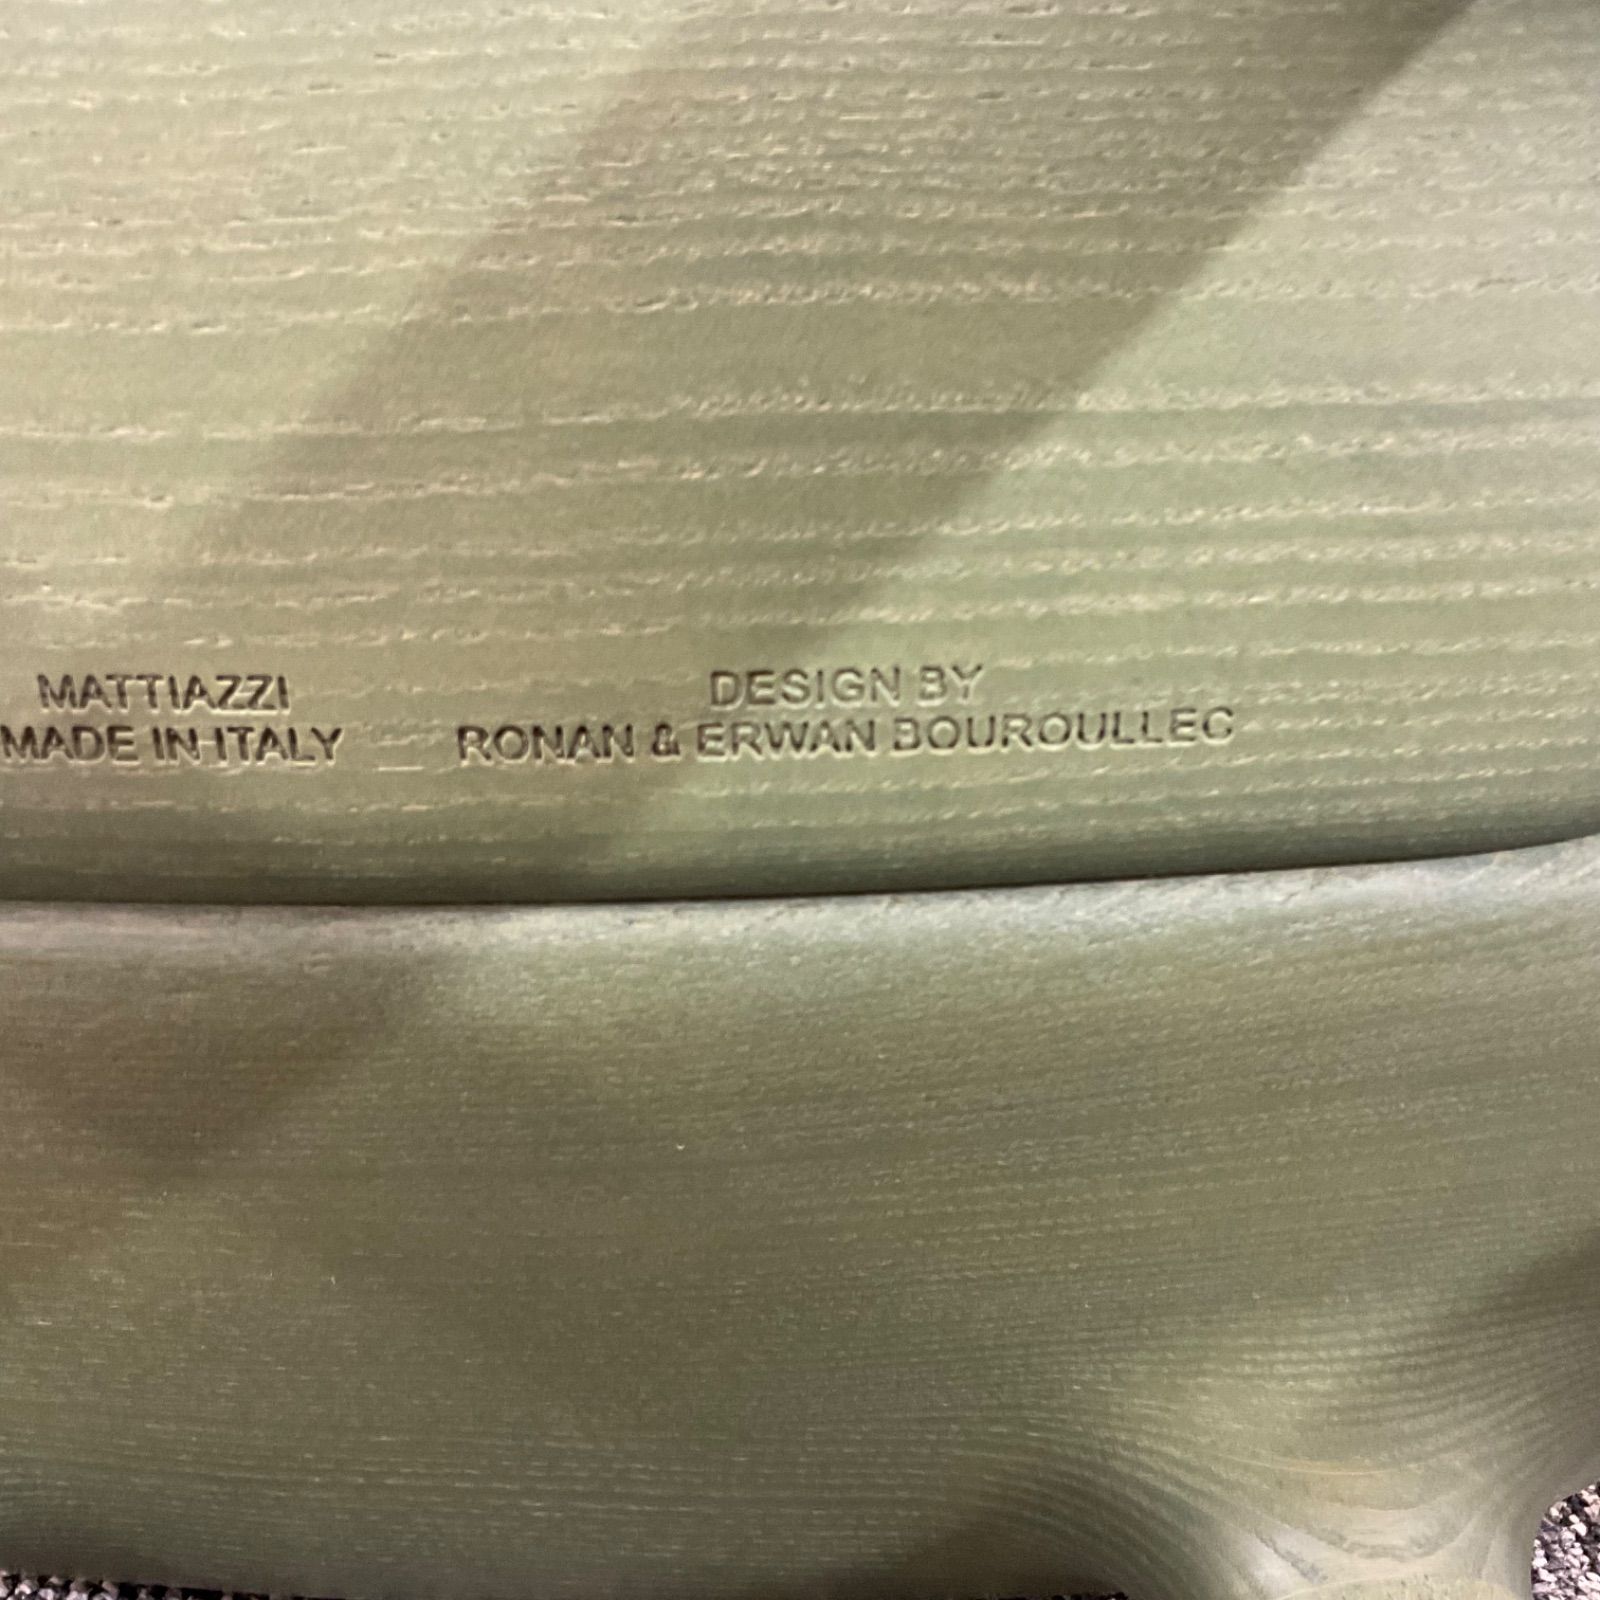 MATTIAZZI
MADE IN ITALY
DESIGN BY
RONAN & ERWAN BOUROULLEC